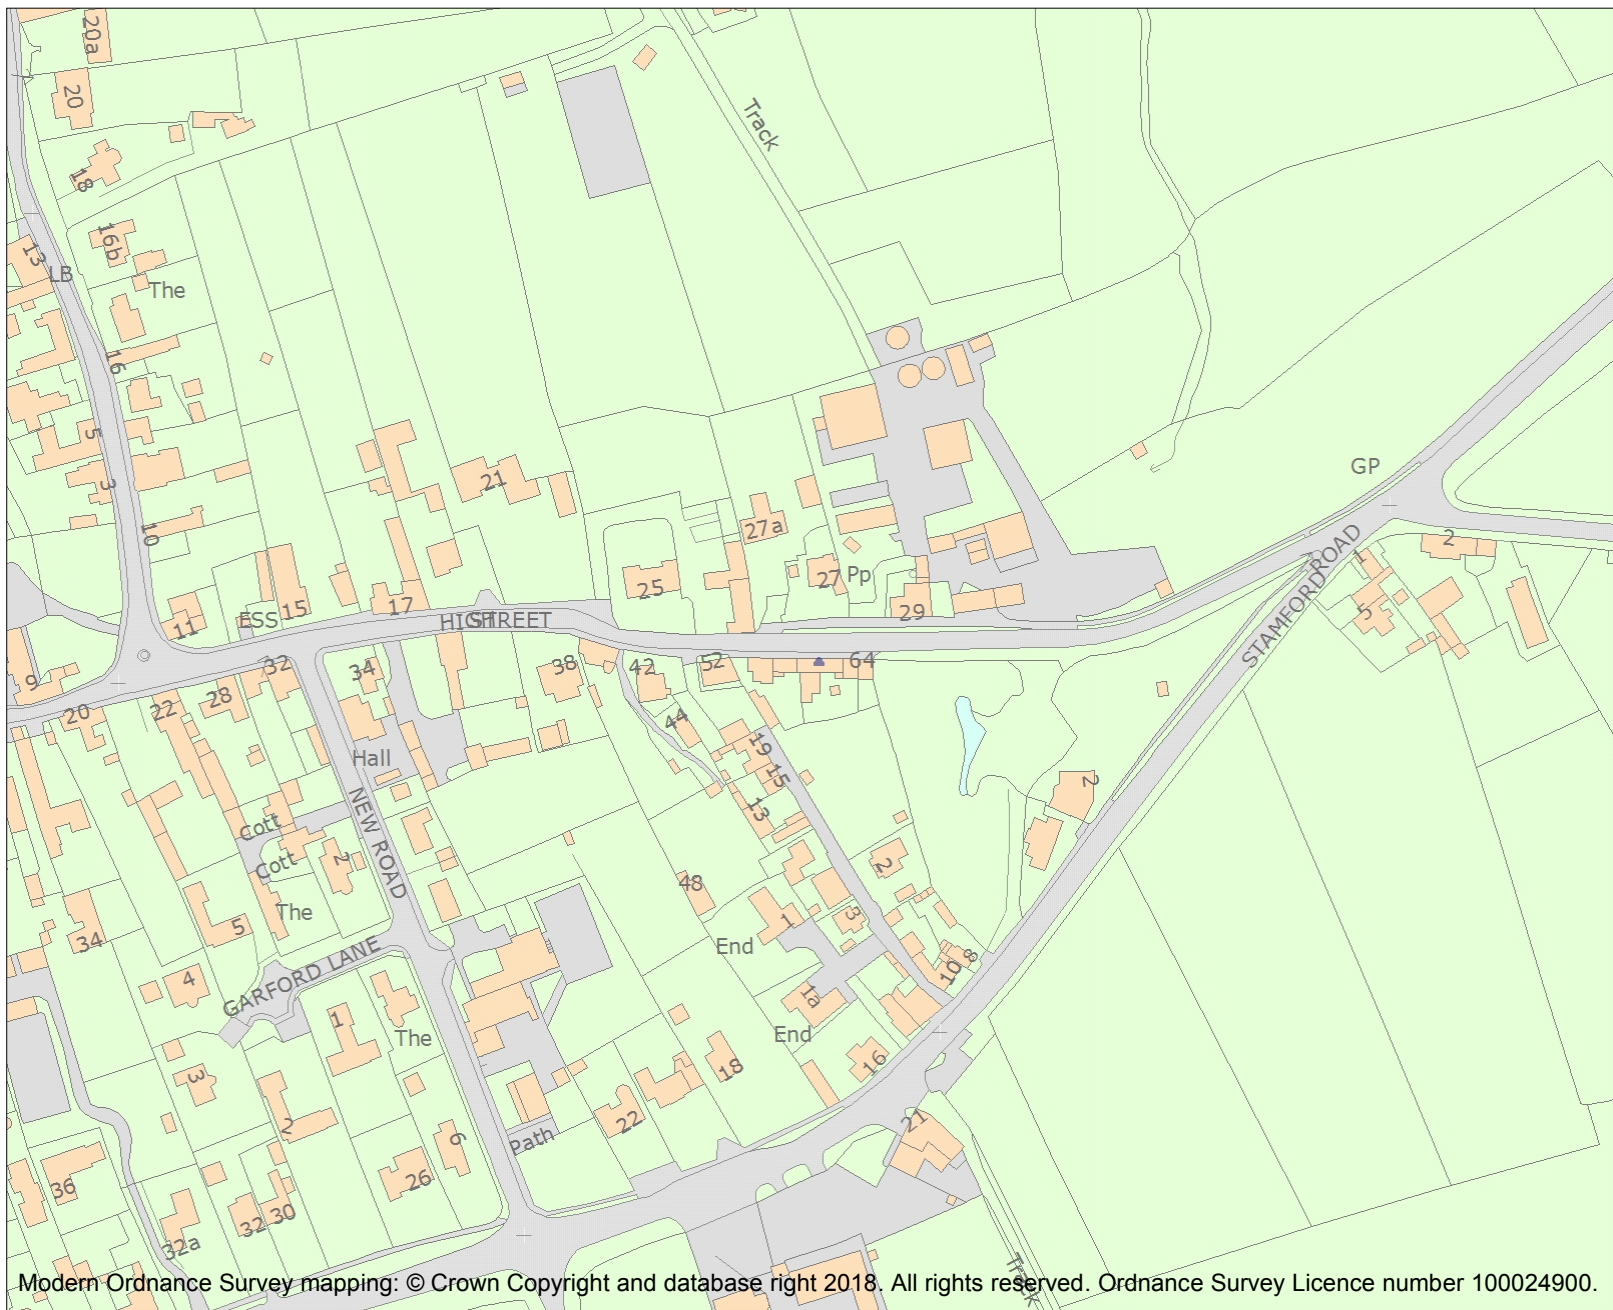 20a
20
Track
18
16b
13
LB
The
16
5
3
21
GP
10
27a
2
STAMFORD ROAD
1
27
Pp
25
5
15
17
29
ESS
HIGH STREET
11
9
32
34
38
42
52
64
28
22
20
44
19
15
Hall
2
13
NEW ROAD
Cott
Cott
2
2
48
The
5
1
3
34
End
8
10
GARFORD LANE
4
1a
1
The
End
3
18
16
22
21
2
6
Path
36
26
32
30
32a
Track
Modern Ordnance Survey mapping: © Crown Copyright and database right 2018. All rights reserved. Ordnance Survey Licence number 100024900.